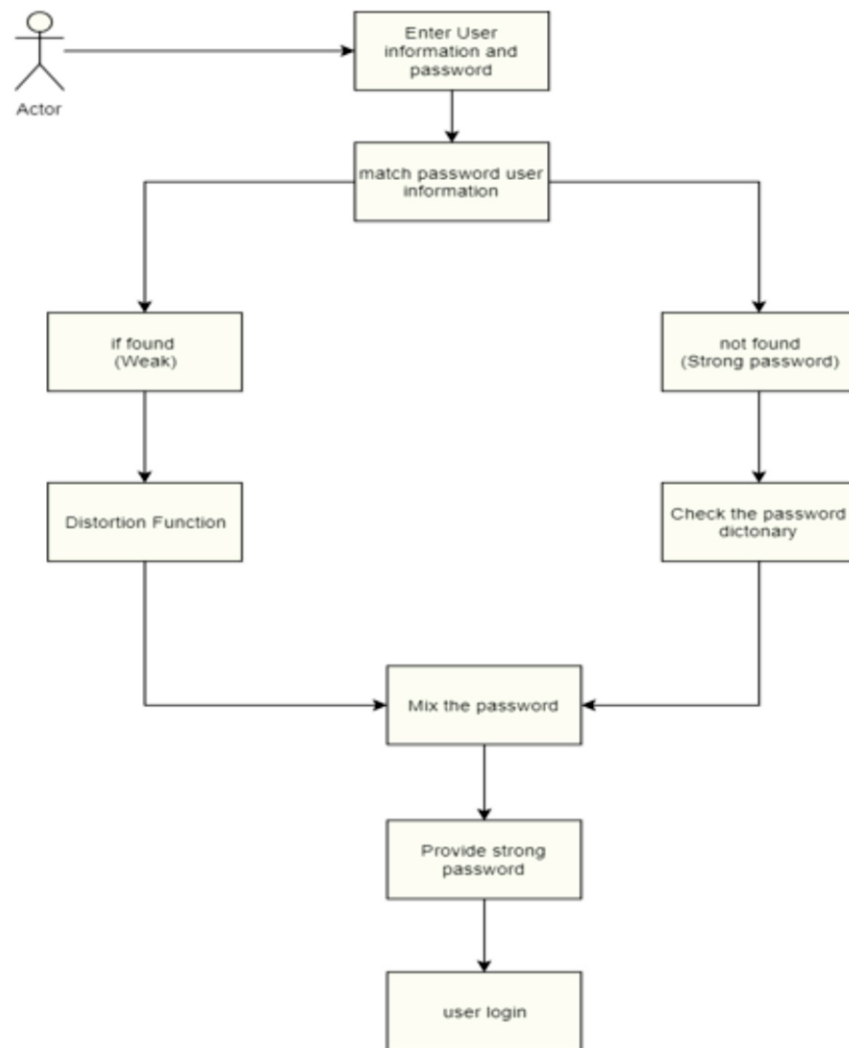 Enter User
information and
password
Actor
match password user
information
if found
(Weak)
not found
(Strong password)
Distortion Function
Check the password
dictonary
Mix the password
Provide strong
password
user login